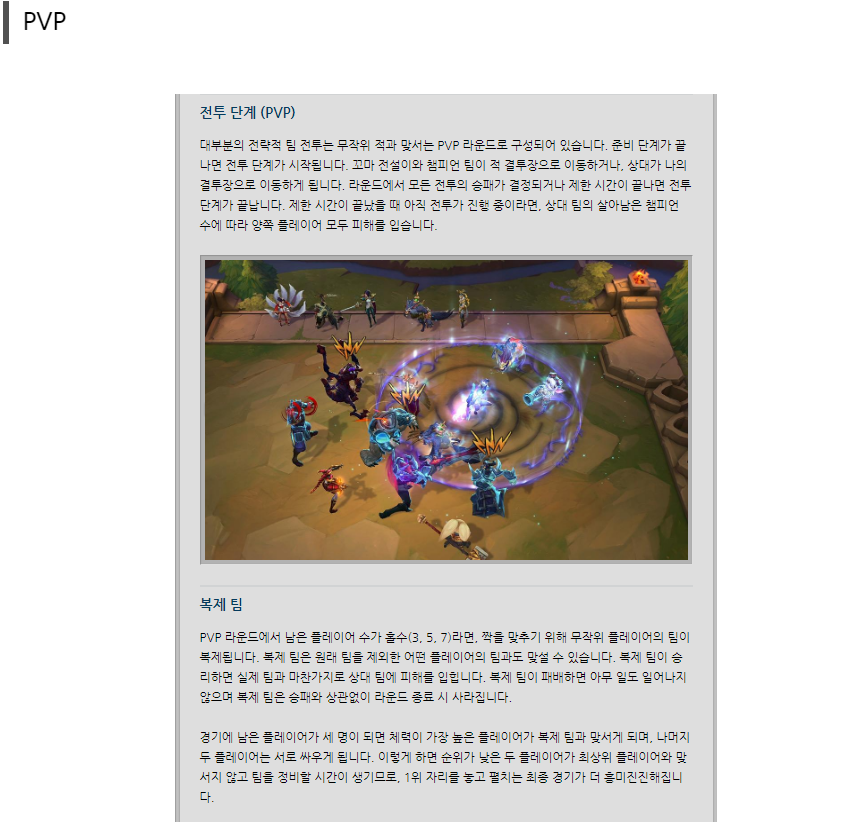 PVP
전투 단계 (PVP)
대부분의 전략적 팀 전투는 무작위 적과 맞서는 PVP 라운드로 구성되어 있습니다. 준비 단계가 끝
나면 전투 단계가 시작됩니다. 꼬마 전설이와 챔피언 팀이 적 결투장으로 이동하거나, 상대가 나의
결투장으로 이동하게 됩니다. 라운드에서 모든 전투의 승패가 결정되거나 제한 시간이 끝나면 전투
단계가 끝납니다. 제한 시간이 끝났을 때 아직 전투가 진행 중이라면, 상대 팀의 살아남은 챔피언
수에 따라 양쪽 플레이어 모두 피해를 입습니다.
복제 팀
PVP 라운드에서 남은 플레이어 수가 홀수(3, 5, 7)라면, 짝을 맞추기 위해 무작위 플레이어의 팀이
복제됩니다. 복제 팀은 원래 팀을 제외한 어떤 플레이어의 팀과도 맞설 수 있습니다. 복제 팀이 승
리하면 실제 팀과 마찬가지로 상대 팀에 피해를 입힙니다. 복제 팀이 패배하면 아무 일도 일어나지
않으며 복제 팀은 승패와 상관없이 라운드 종료 시 사라집니다.
경기에 남은 플레이어가 세 명이 되면 체력이 가장 높은 플레이어가 복제 팀과 맞서게 되며, 나머지
두 플레이어는 서로 싸우게 됩니다. 이렇게 하면 순위가 낮은 두 플레이어가 최상위 플레이어와 맞
서지 않고 팀을 정비할 시간이 생기므로, 1위 자리를 놓고 펼치는 최종 경기가 더 흥미진진해집니
다.